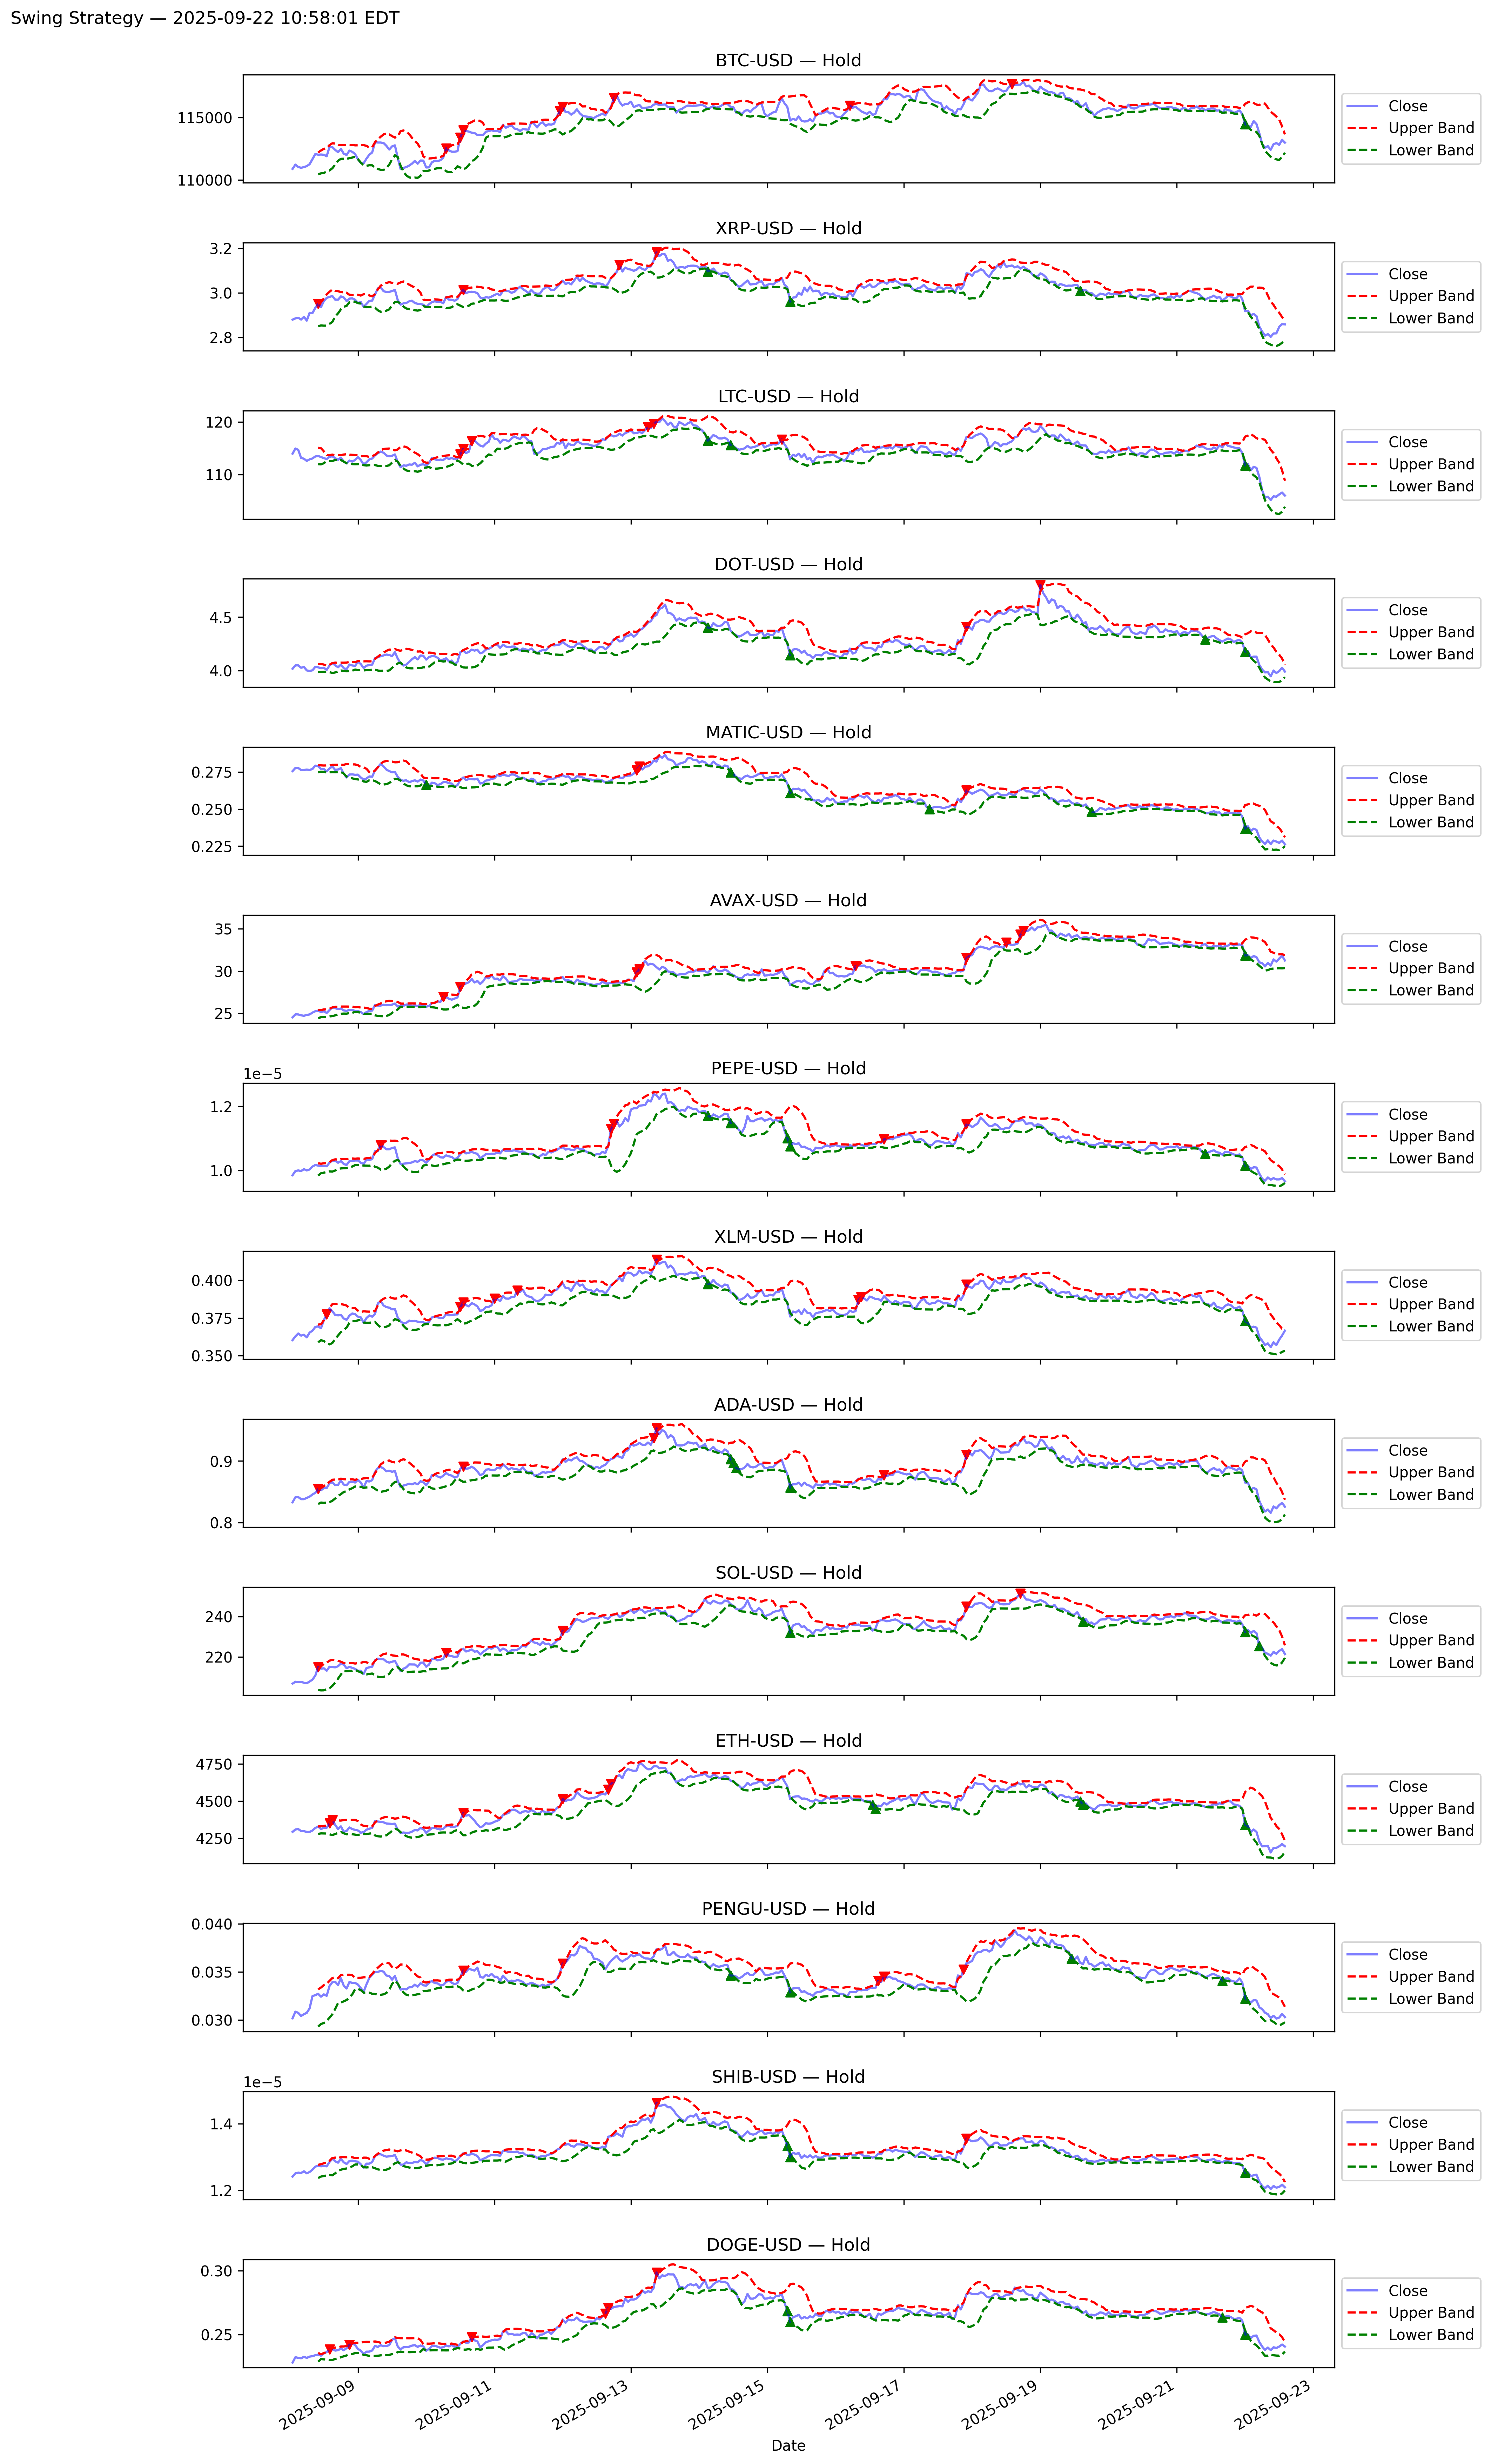 Swing Strategy — 2025-09-22 10:58:01 EDT
BTC-USD — Hold
115000
110000
Close
Upper Band
Lower Band
XRP-USD — Hold
3.2
3.0
2.8
Close
Upper Band
Lower Band
LTC-USD — Hold
120
110
Close
Upper Band
Lower Band
DOT-USD — Hold
4.5
4.0
Close
Upper Band
Lower Band
MATIC-USD — Hold
0.275
0.250
0.225
Close
Upper Band
Lower Band
AVAX-USD — Hold
35
30
25
Close
Upper Band
Lower Band
1e−5
PEPE-USD — Hold
1.2
1.0
Close
Upper Band
Lower Band
XLM-USD — Hold
0.400
0.375
0.350
Close
Upper Band
Lower Band
ADA-USD — Hold
0.9
0.8
Close
Upper Band
Lower Band
SOL-USD — Hold
240
220
Close
Upper Band
Lower Band
ETH-USD — Hold
4750
4500
4250
Close
Upper Band
Lower Band
PENGU-USD — Hold
0.040
0.035
0.030
Close
Upper Band
Lower Band
1e−5
SHIB-USD — Hold
1.4
1.2
Close
Upper Band
Lower Band
DOGE-USD — Hold
0.30
0.25
Close
Upper Band
Lower Band
2025-09-09
2025-09-11
2025-09-13
2025-09-15
2025-09-17
2025-09-19
2025-09-21
2025-09-23
Date